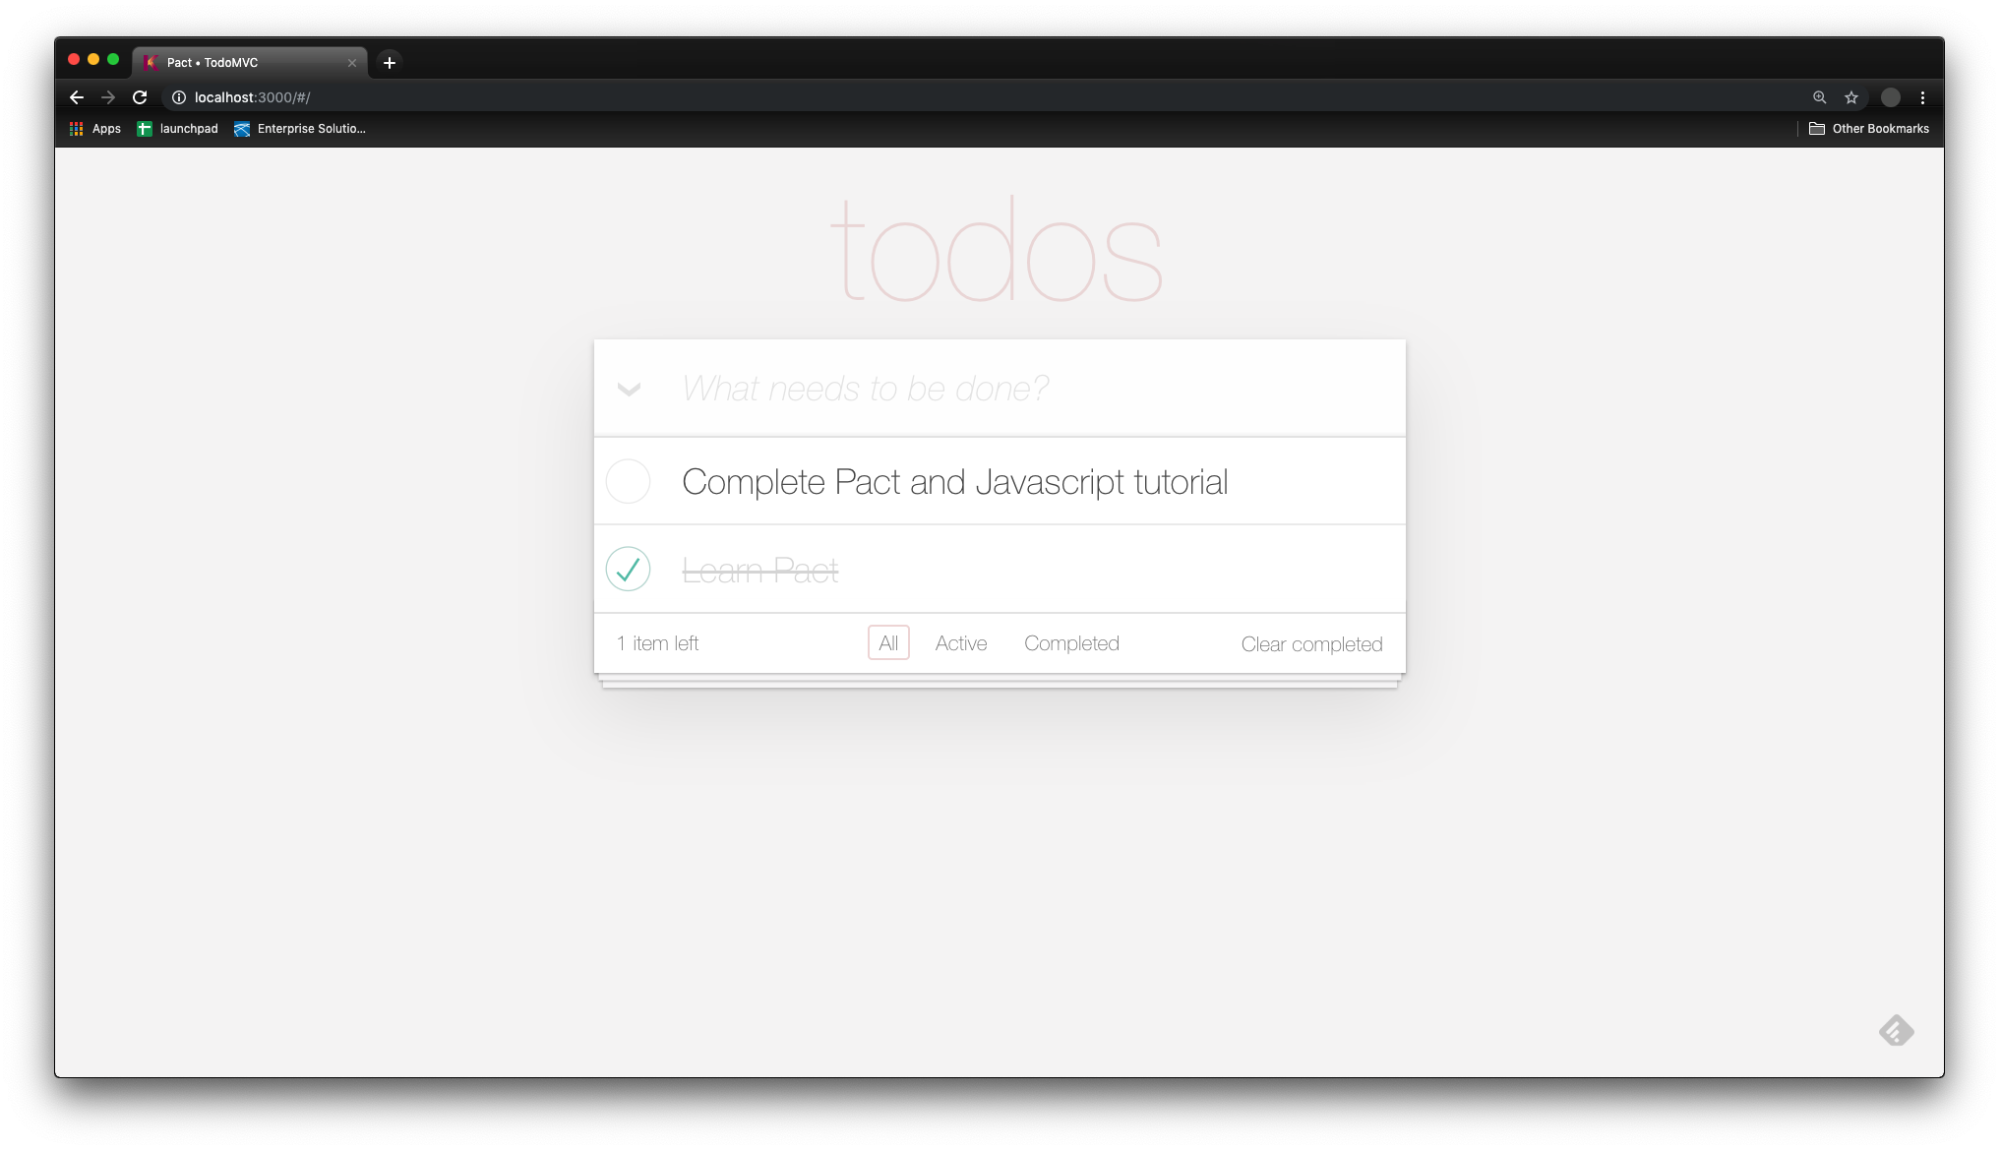 Pact • TodoMVC
localhost:3000/#/
Apps launchpad Enterprise Solutio... Other Bookmarks
todos
What needs to be done?
Complete Pact and Javascript tutorial
Learn Pact
1 item left All Active Completed Clear completed